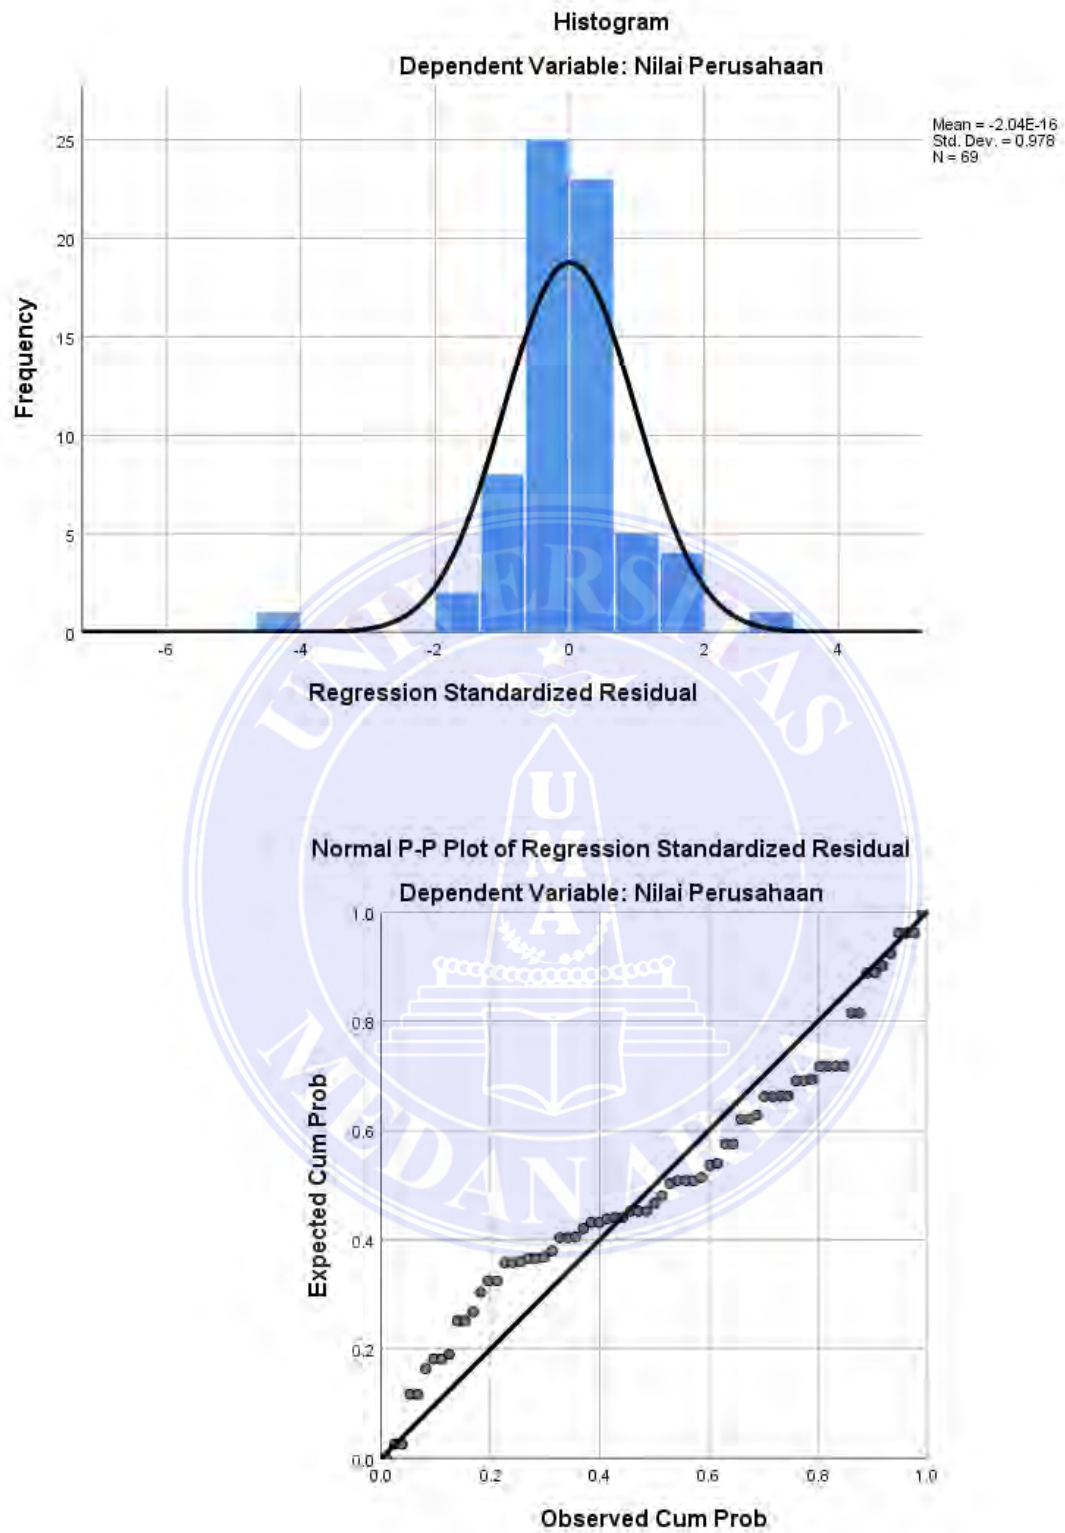 Histogram
Dependent Variable: Nilai Perusahaan
Mean = -2.04E-16
Std. Dev. = 0.978
N = 69
Frequency
25
20
15
10
5
0
-6 -4 -2 0 2 4
Regression Standardized Residual
UNIVERSITAS
MEDAN AREA
U
M
A
Normal P-P Plot of Regression Standardized Residual
Dependent Variable: Nilai Perusahaan
Expected Cum Prob
1.0
0.8
0.6
0.4
0.2
0.0
0.0 0.2 0.4 0.6 0.8 1.0
Observed Cum Prob